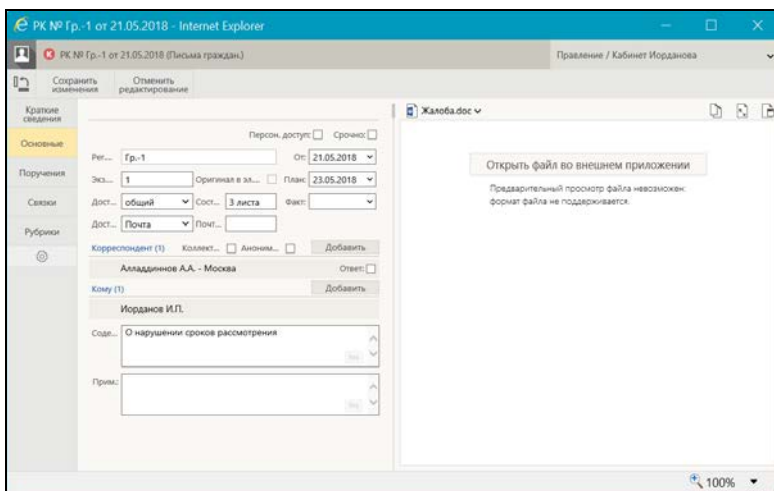 РК № Гр.-1 от 21.05.2018 - Internet Explorer
РК № Гр.-1 от 21.05.2018 (Письма граждан.)
Правление / Кабинет Иорданова
Сохранить изменения
Отменить редактирование
Краткие сведения
Основные
Поручения
Связки
Рубрики
Персон. доступ:
Срочно:
Рег...
Гр.-1
От:
21.05.2018
Экз...
1
Оригинал в эл...
План:
23.05.2018
Дост...
общий
Сост...
3 листа
Факт:
Дост...
Почта
Почт...
Корреспондент (1)
Коллект...
Аноним...
Добавить
Алладдиннов А.А. - Москва
Ответ:
Кому (1)
Добавить
Иорданов И.П.
Соде...
О нарушении сроков рассмотрения
Прим.:
Жалоба.doc
Открыть файл во внешнем приложении
Предварительный просмотр файла невозможен:
формат файла не поддерживается.
100%